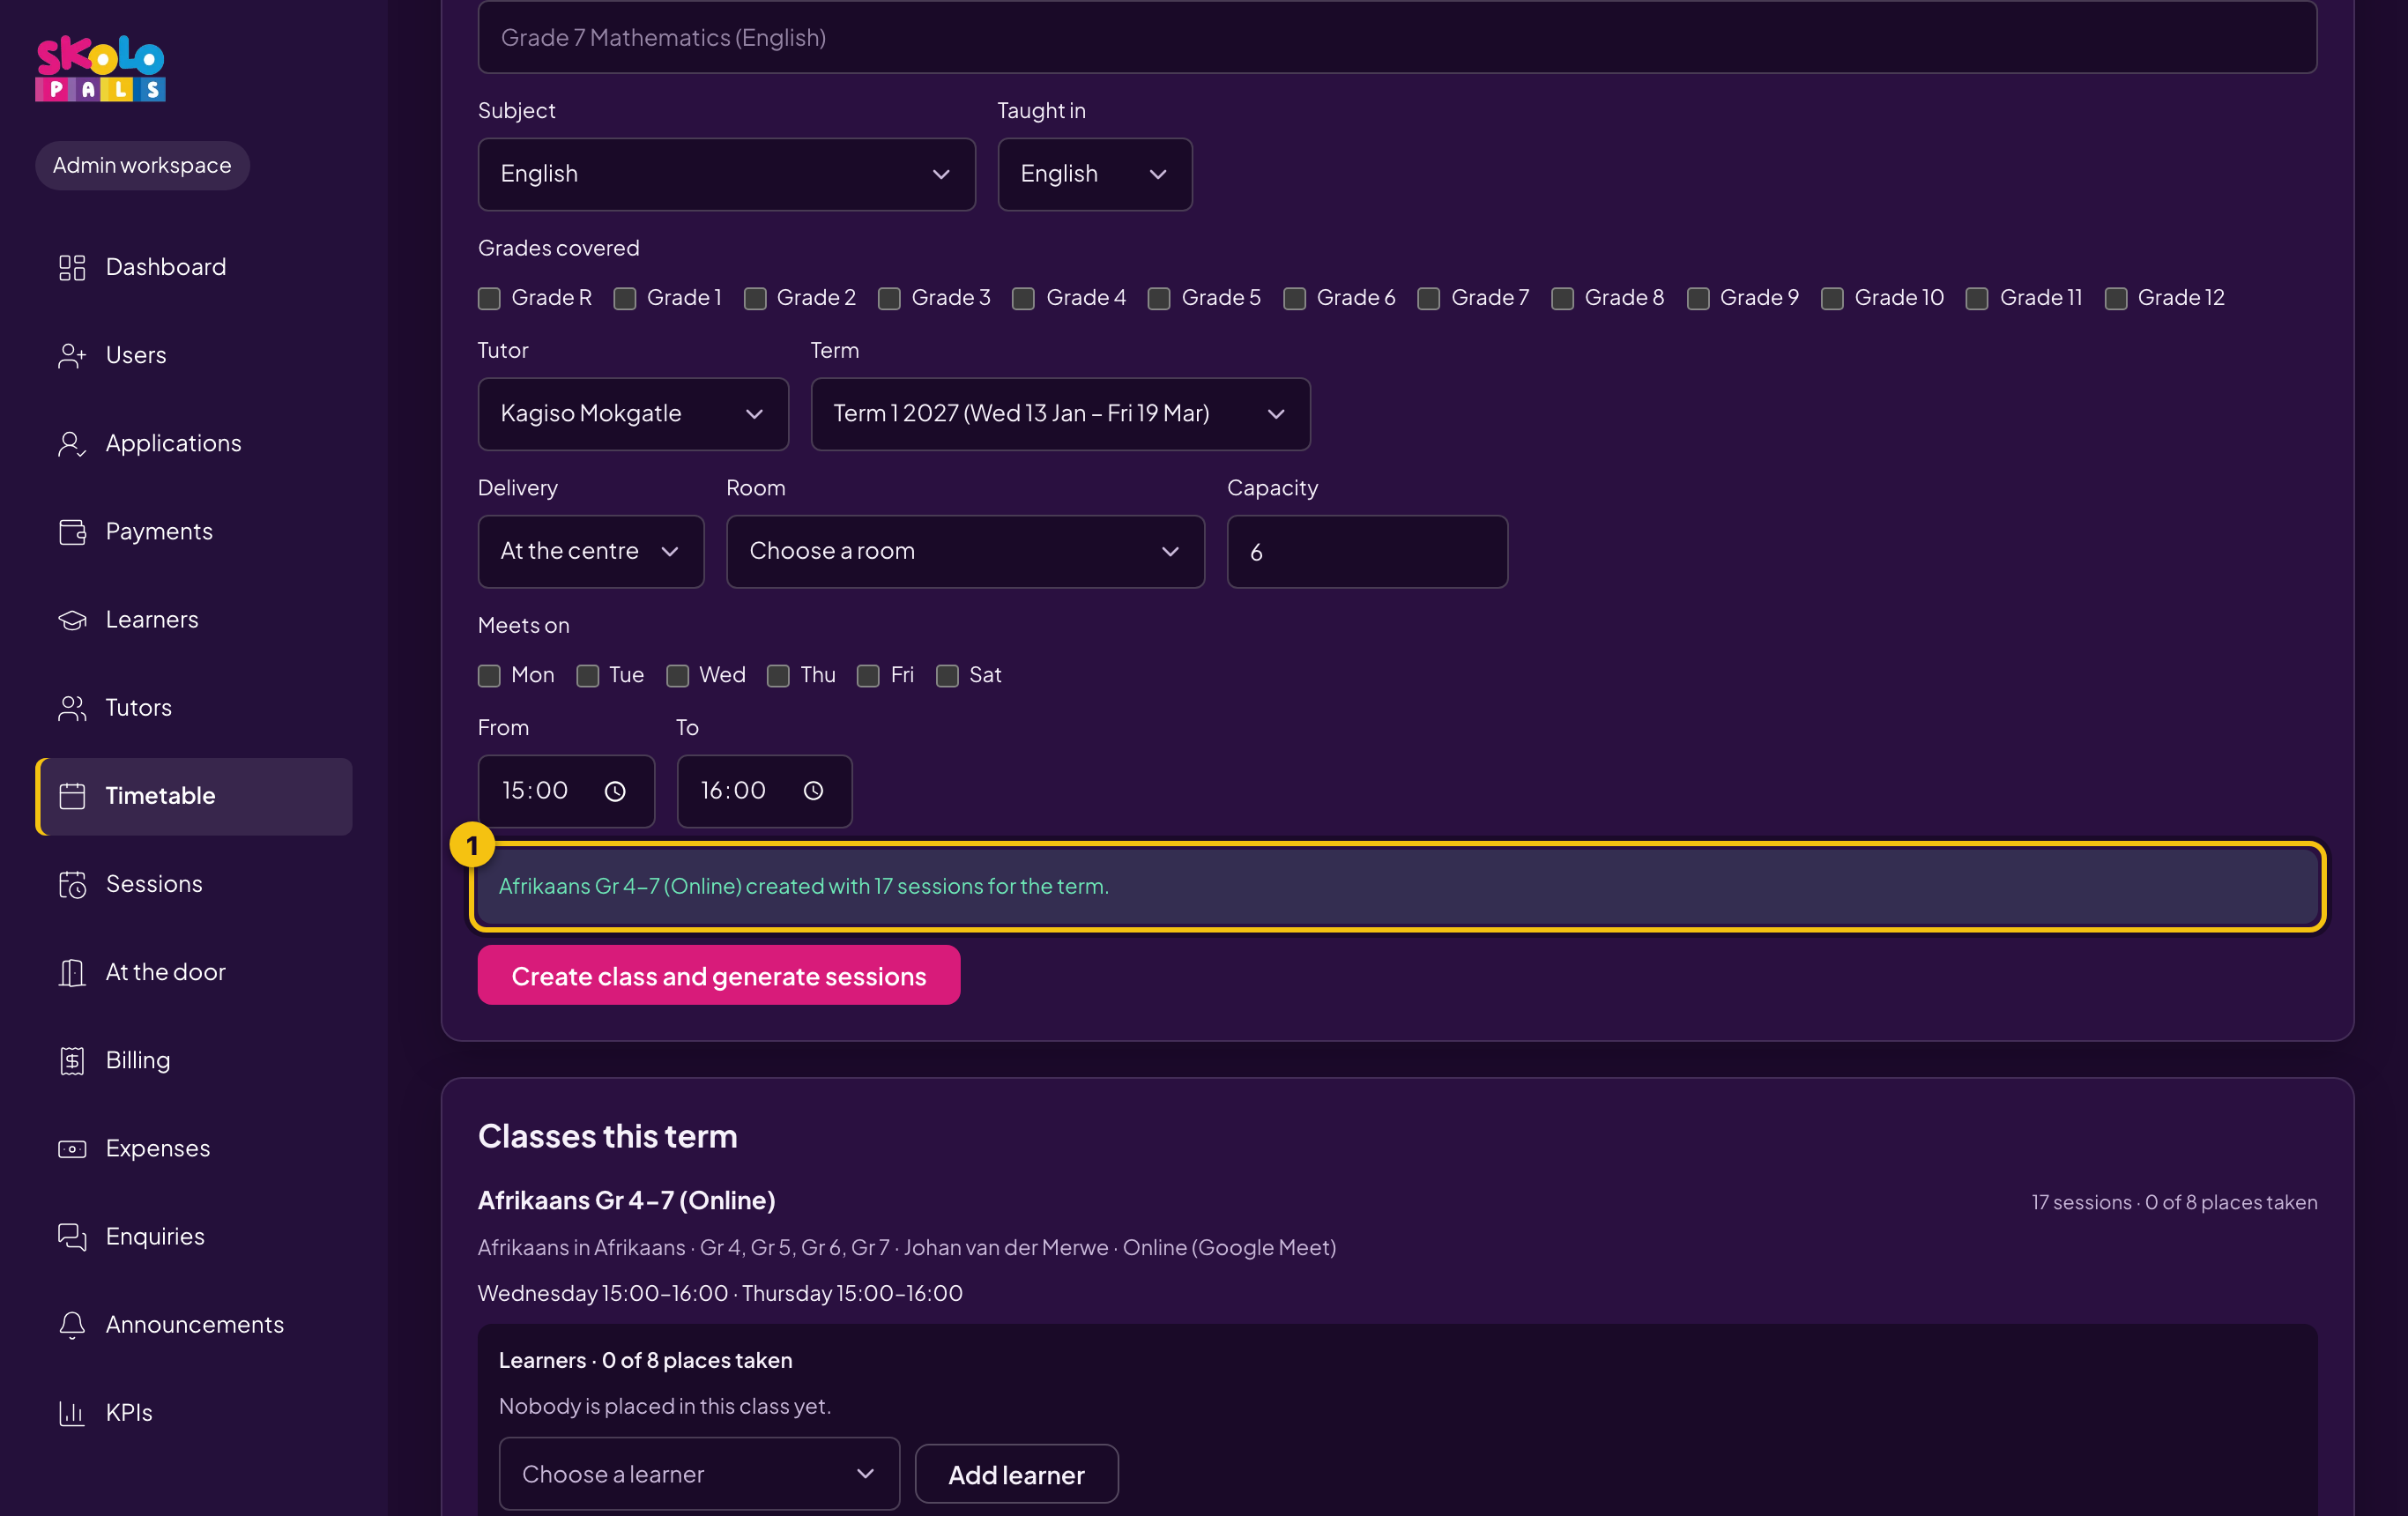 SKOLO
PALS
Admin workspace
Dashboard
Users
Applications
Payments
Learners
Tutors
Timetable
Sessions
At the door
Billing
Expenses
Enquiries
Announcements
KPIs
Grade 7 Mathematics (English)
Subject Taught in
English English
Grades covered
Grade R Grade 1 Grade 2 Grade 3 Grade 4 Grade 5 Grade 6 Grade 7 Grade 8 Grade 9 Grade 10 Grade 11 Grade 12
Tutor Term
Kagiso Mokgatle Term 1 2027 (Wed 13 Jan – Fri 19 Mar)
Delivery Room Capacity
At the centre Choose a room 6
Meets on
Mon Tue Wed Thu Fri Sat
From To
15:00 16:00
1
Afrikaans Gr 4–7 (Online) created with 17 sessions for the term.
Create class and generate sessions
Classes this term
Afrikaans Gr 4–7 (Online) 17 sessions · 0 of 8 places taken
Afrikaans in Afrikaans · Gr 4, Gr 5, Gr 6, Gr 7 · Johan van der Merwe · Online (Google Meet)
Wednesday 15:00–16:00 · Thursday 15:00–16:00
Learners · 0 of 8 places taken
Nobody is placed in this class yet.
Choose a learner Add learner